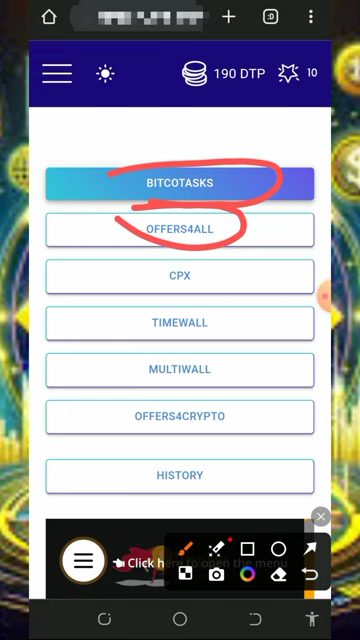 :D
190 DTP
10
BITCOTASKS
OFFERS4ALL
CPX
TIMEWALL
MULTIWALL
OFFERS4CRYPTO
HISTORY
Click here to open the menu